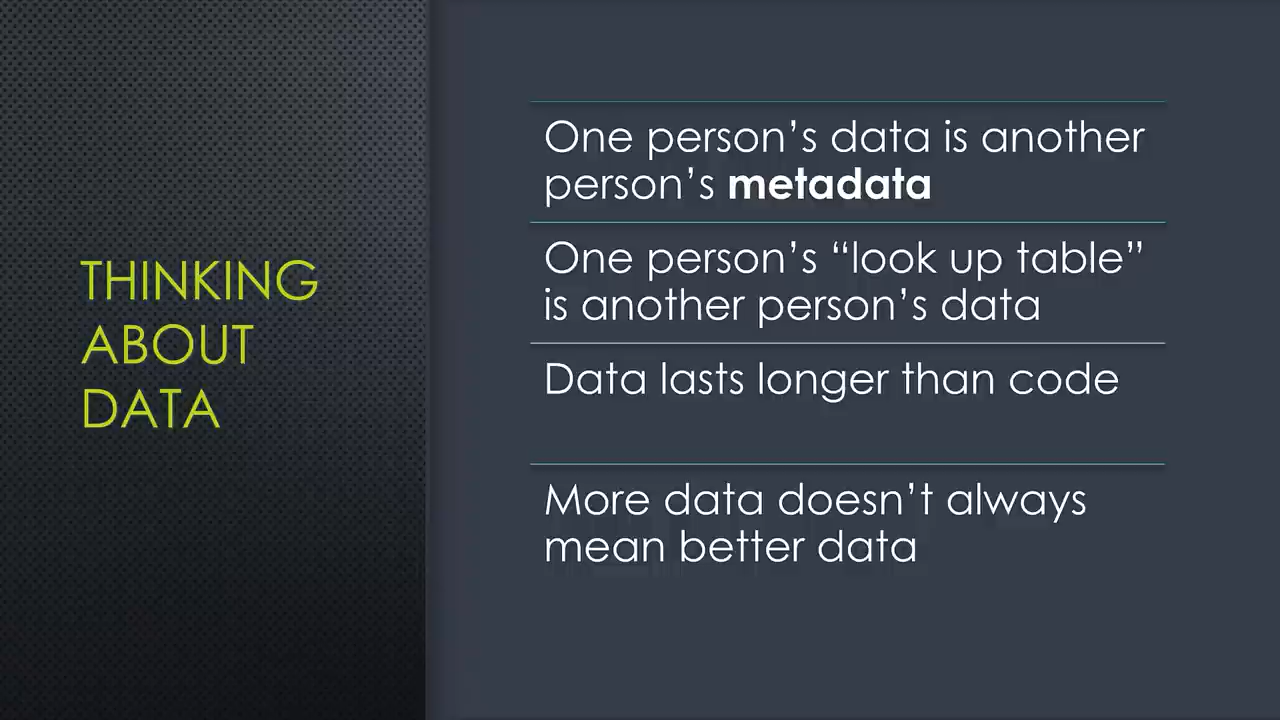 THINKING
ABOUT
DATA
One person’s data is another
person’s metadata
One person’s “look up table”
is another person’s data
Data lasts longer than code
More data doesn’t always
mean better data